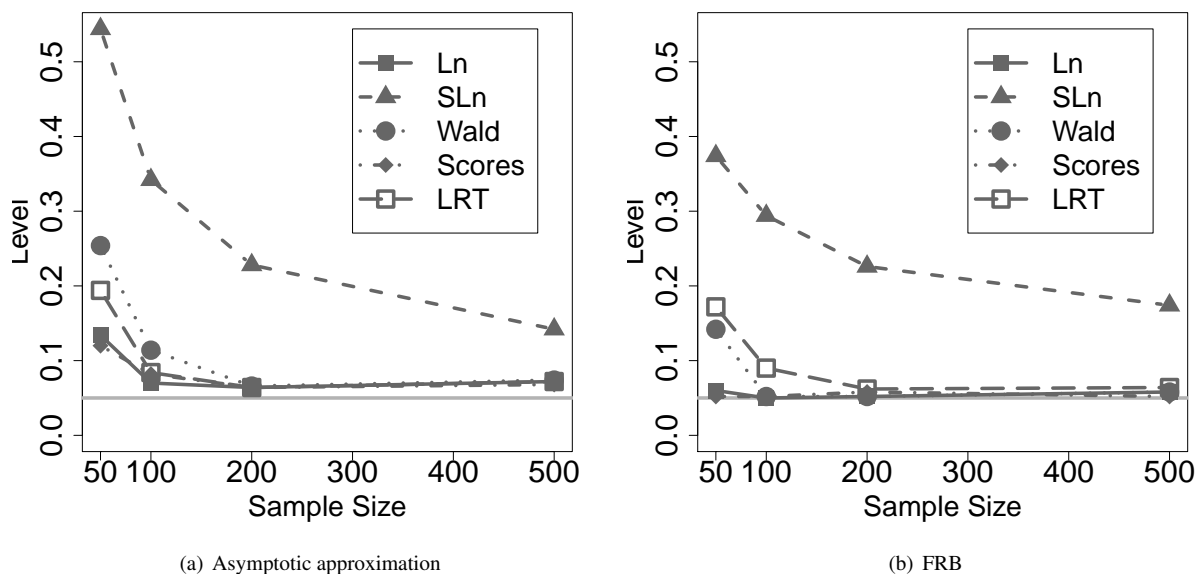 0.0 0.1 0.2 0.3 0.4 0.5
Level
Ln
SLn
Wald
Scores
LRT
50 100 200 300 400 500
Sample Size
(a) Asymptotic approximation
0.0 0.1 0.2 0.3 0.4 0.5
Level
Ln
SLn
Wald
Scores
LRT
50 100 200 300 400 500
Sample Size
(b) FRB